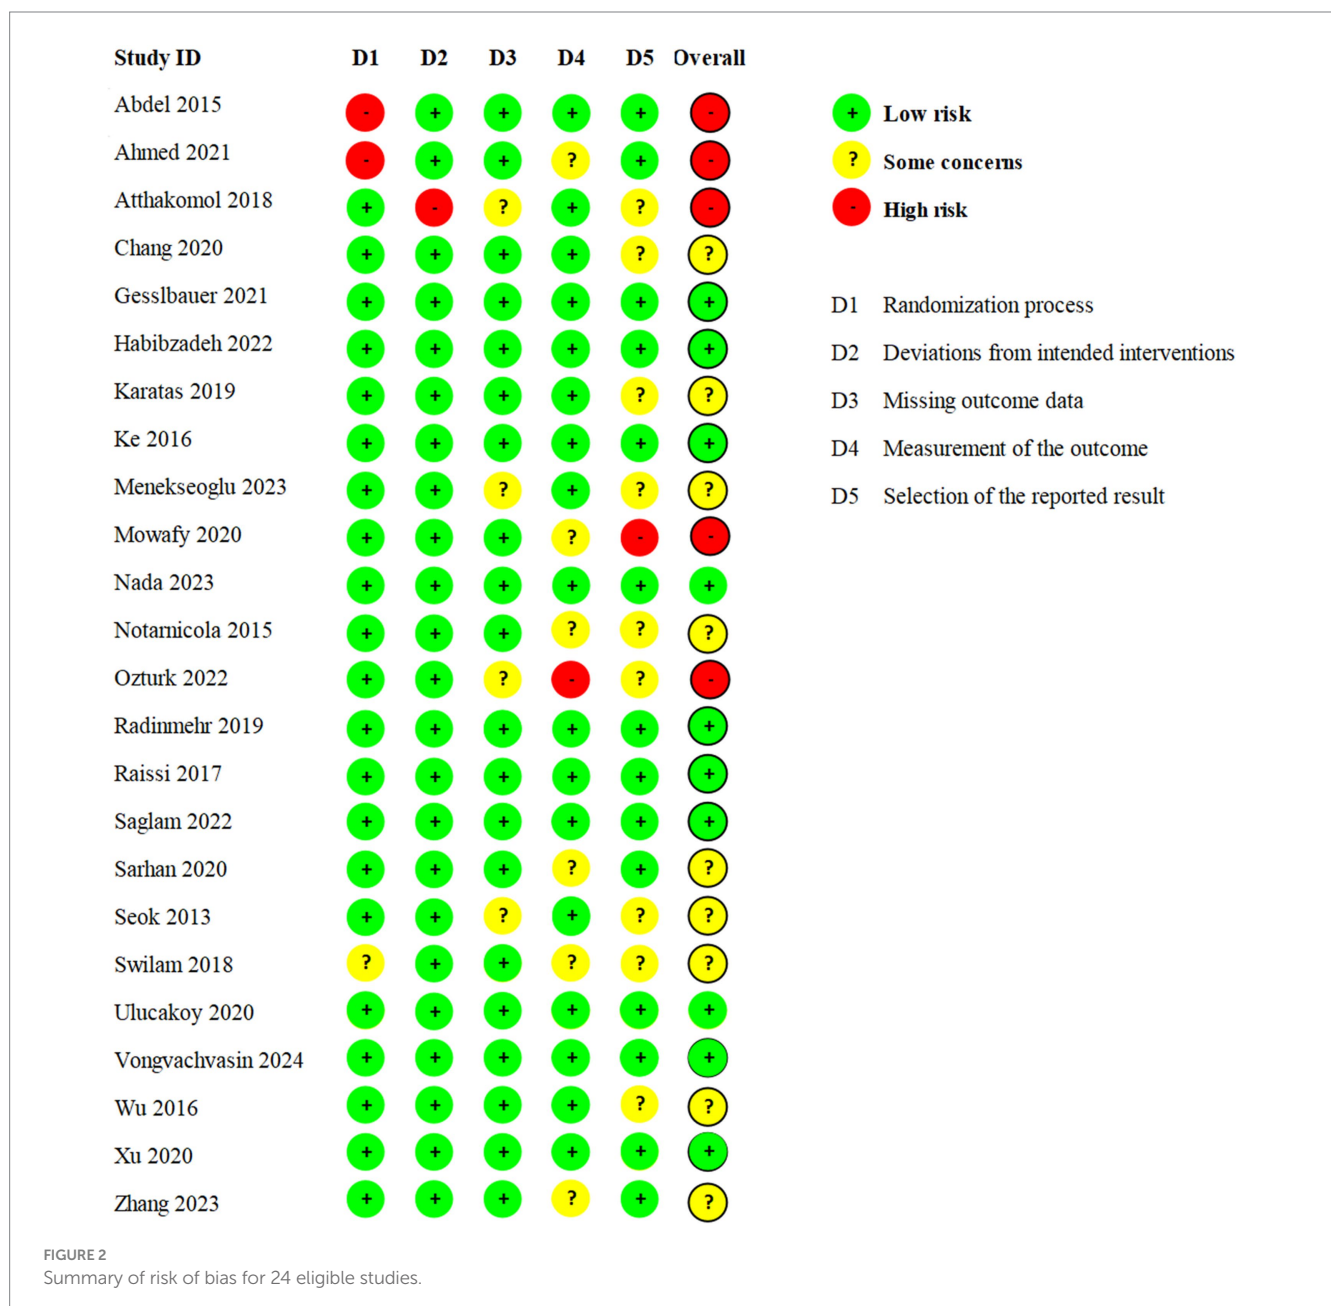 Study ID D1 D2 D3 D4 D5 Overall
Abdel 2015 - + + + + -
Ahmed 2021 - + + ? + -
Atthakomol 2018 + - ? + ? -
Chang 2020 + + + + ? ?
Gesslbauer 2021 + + + + + +
Habibzadeh 2022 + + + + + +
Karatas 2019 + + + + ? ?
Ke 2016 + + + + + +
Menekseoglu 2023 + + ? + ? ?
Mowafy 2020 + + + ? - -
Nada 2023 + + + + + +
Notarnicola 2015 + + + ? ? ?
Ozturk 2022 + + ? - ? -
Radinmehr 2019 + + + + + +
Raissi 2017 + + + + + +
Saglam 2022 + + + + + +
Sarhan 2020 + + + ? + ?
Seok 2013 + + ? + ? ?
Swilam 2018 ? + + ? ? ?
Ulucakoy 2020 + + + + + +
Vongvachvasin 2024 + + + + + +
Wu 2016 + + + + ? ?
Xu 2020 + + + + + +
Zhang 2023 + + + ? + ?
+ Low risk
? Some concerns
- High risk
D1 Randomization process
D2 Deviations from intended interventions
D3 Missing outcome data
D4 Measurement of the outcome
D5 Selection of the reported result
FIGURE 2
Summary of risk of bias for 24 eligible studies.